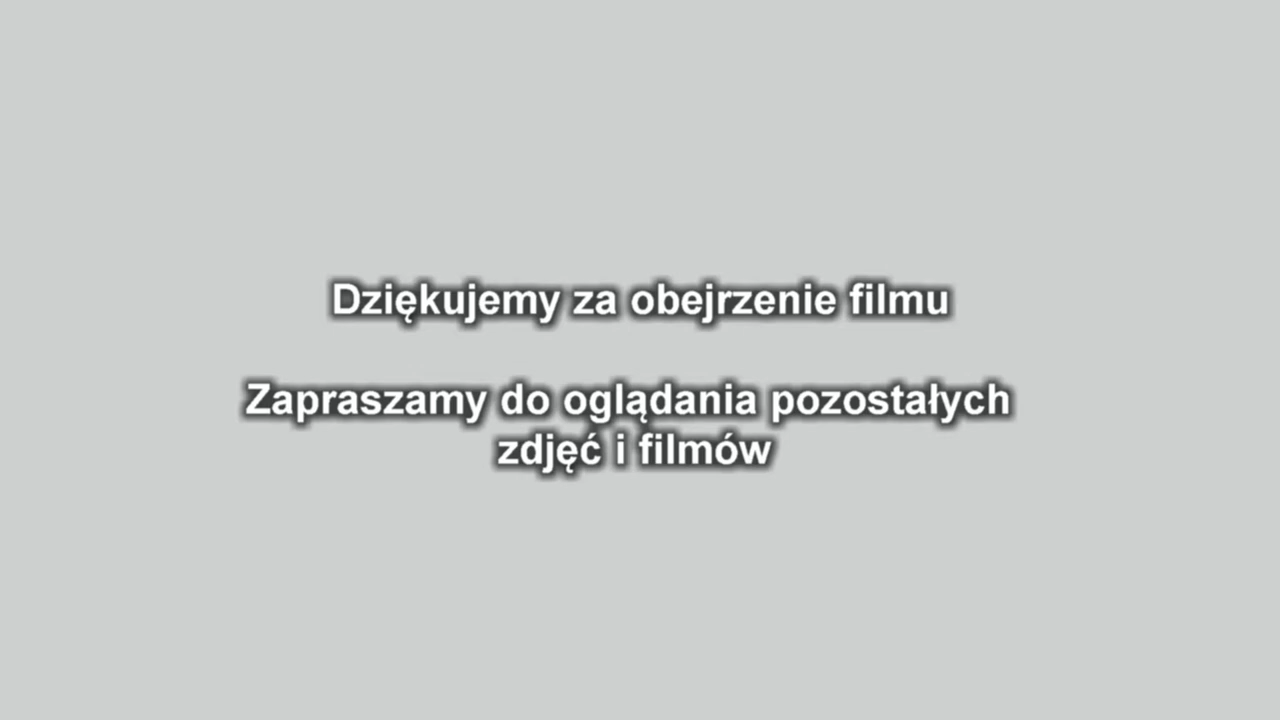 Dziękujemy za obejrzenie filmu
Zapraszamy do oglądania pozostałych
zdjęć i filmów